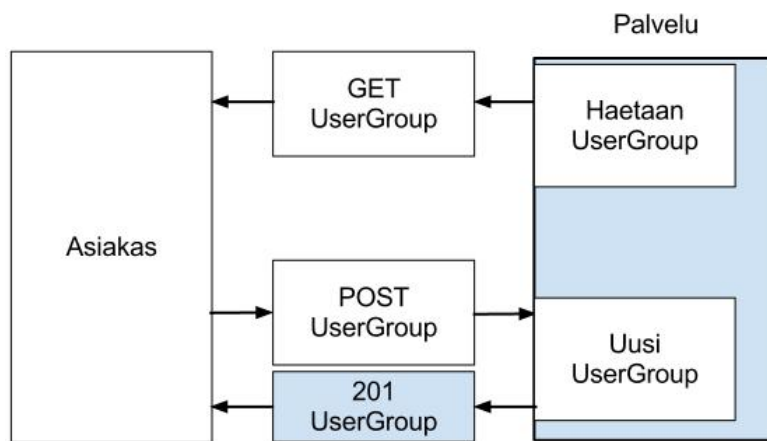 Palvelu
GET
UserGroup
Haetaan
UserGroup
Asiakas
POST
UserGroup
Uusi
UserGroup
201
UserGroup